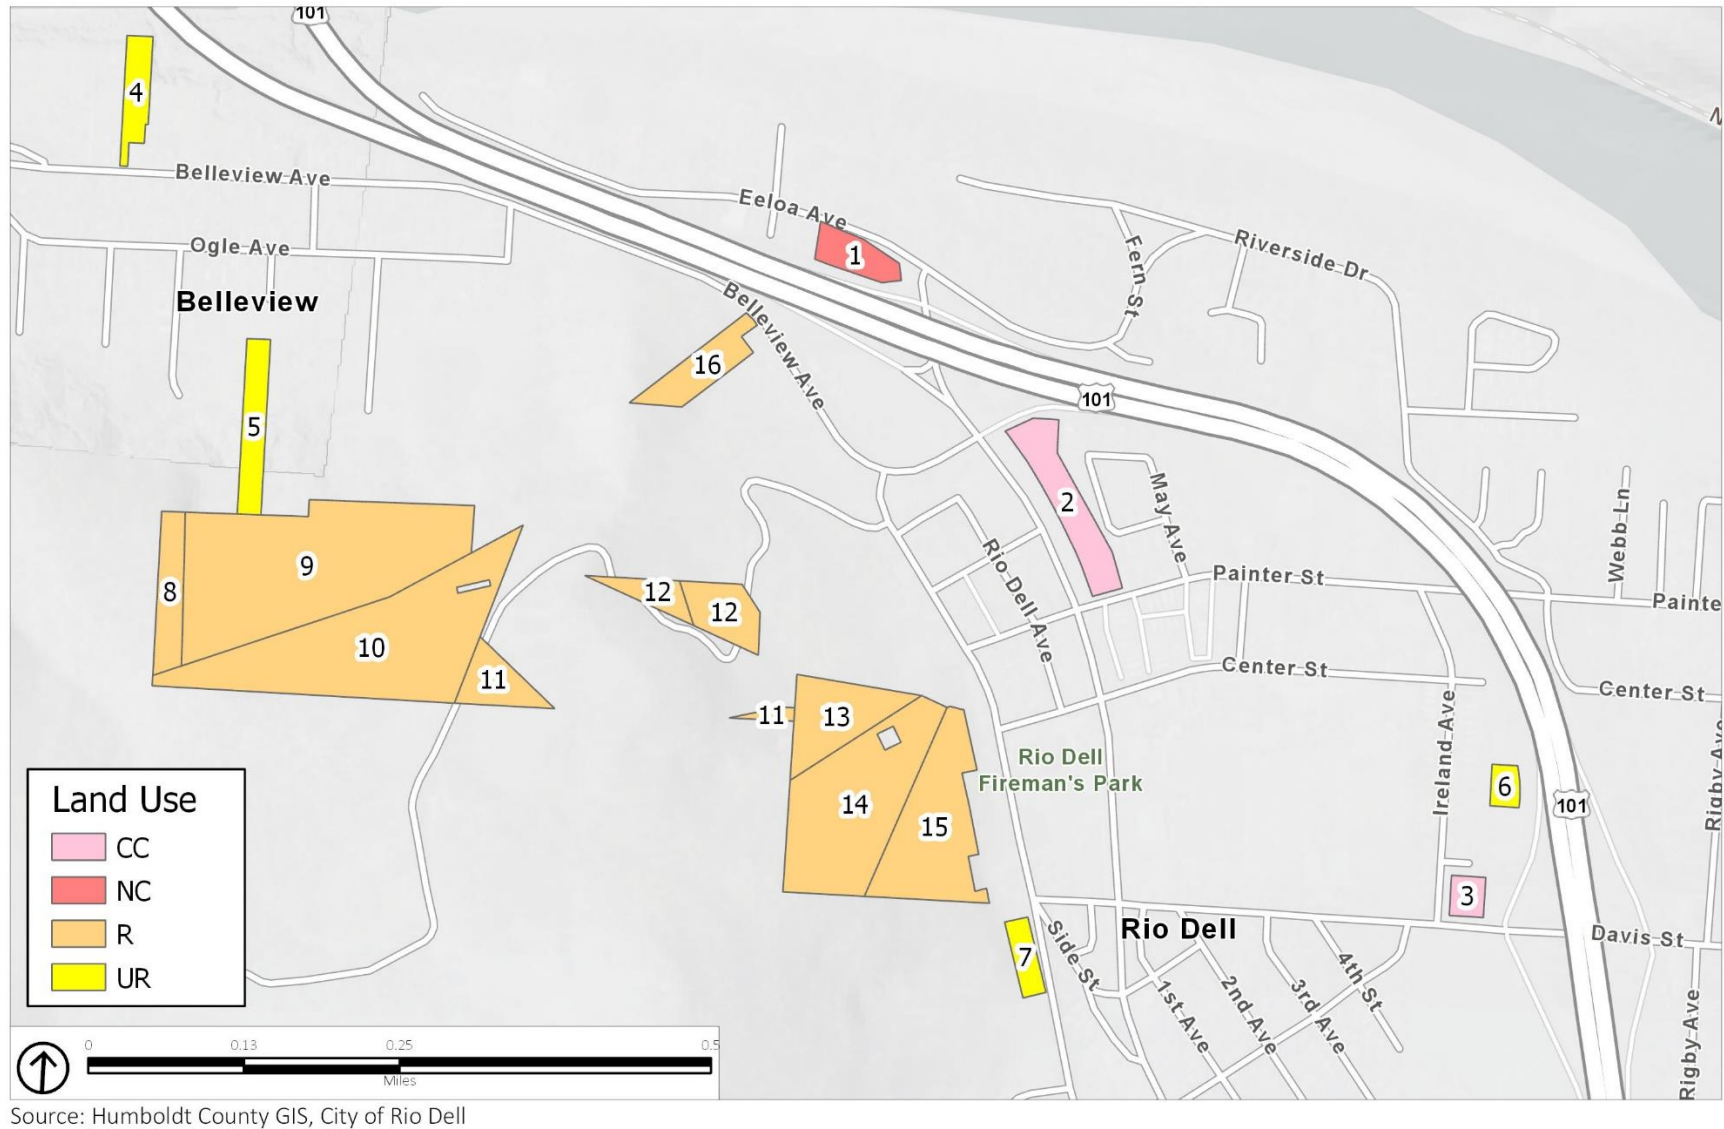 101
4
Belleview Ave
Eeloa Ave
Ogle Ave
1
Fern St
Riverside Dr
Belleview
Belleview Ave
16
101
5
2
May Ave
Webb Ln
Rio Dell Ave
Painter St
Painte
9
8
12
12
10
11
Center St
Center St
11
13
Ireland Ave
Rigby Ave
Rio Dell
Fireman's Park
6
101
14
15
Land Use
CC
NC
R
UR
3
7
Side St
Rio Dell
Davis St
1st Ave
2nd Ave
3rd Ave
4th St
Rigby Ave
0
0.13
0.25
0.5
Miles
Source: Humboldt County GIS, City of Rio Dell